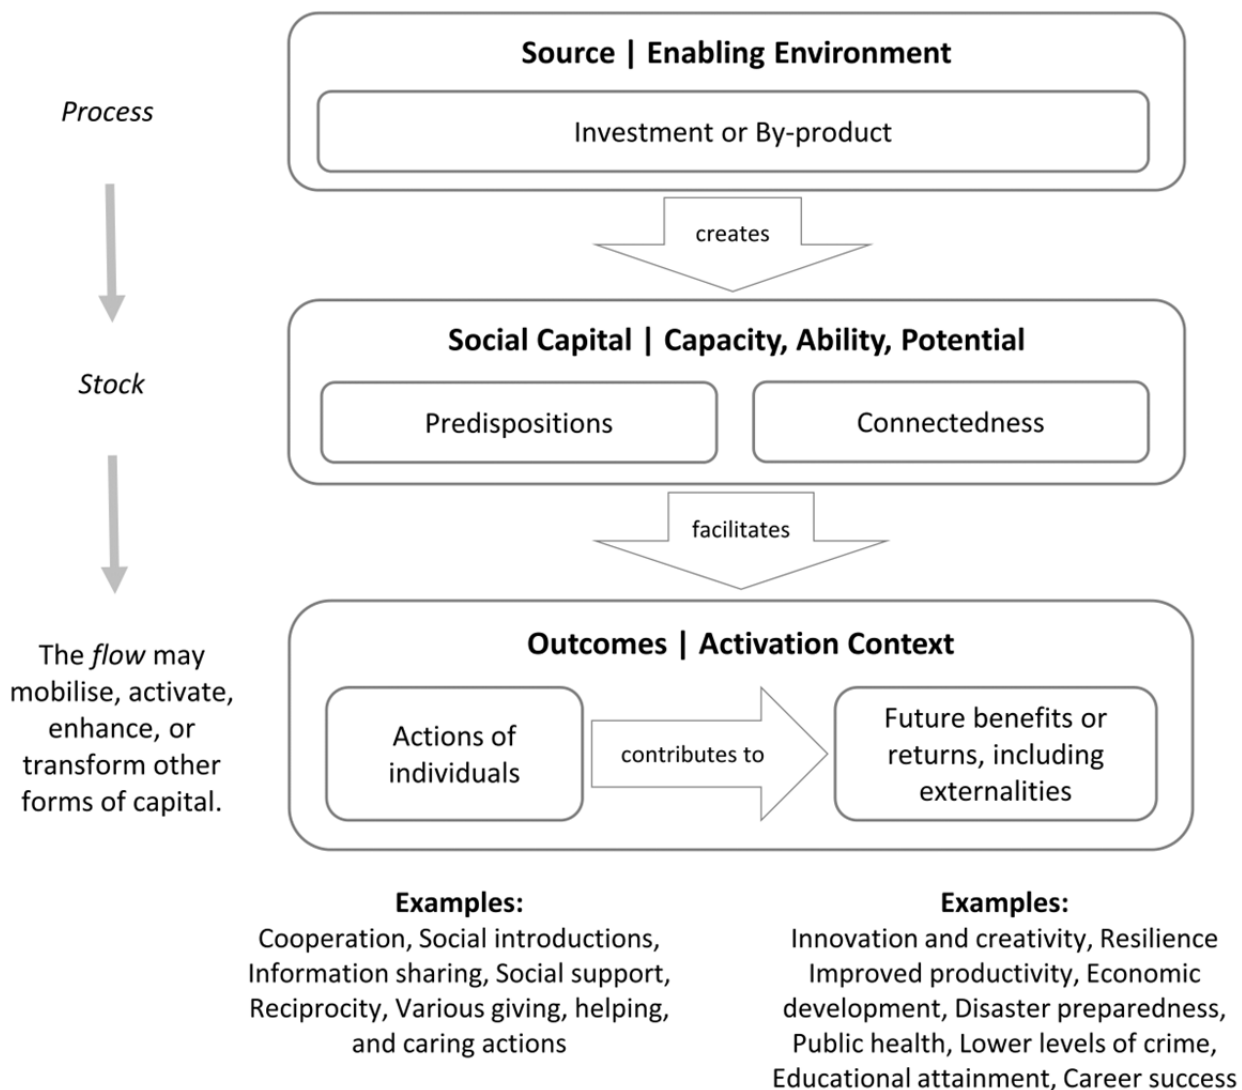 Source | Enabling Environment
Process
Investment or By-product
creates
Social Capital | Capacity, Ability, Potential
Stock
Predispositions
Connectedness
facilitates
The flow may
mobilise, activate,
enhance, or
transform other
forms of capital.
Outcomes | Activation Context
Actions of
individuals
contributes to
Future benefits or
returns, including
externalities
Examples:
Cooperation, Social introductions,
Information sharing, Social support,
Reciprocity, Various giving, helping,
and caring actions
Examples:
Innovation and creativity, Resilience
Improved productivity, Economic
development, Disaster preparedness,
Public health, Lower levels of crime,
Educational attainment, Career success